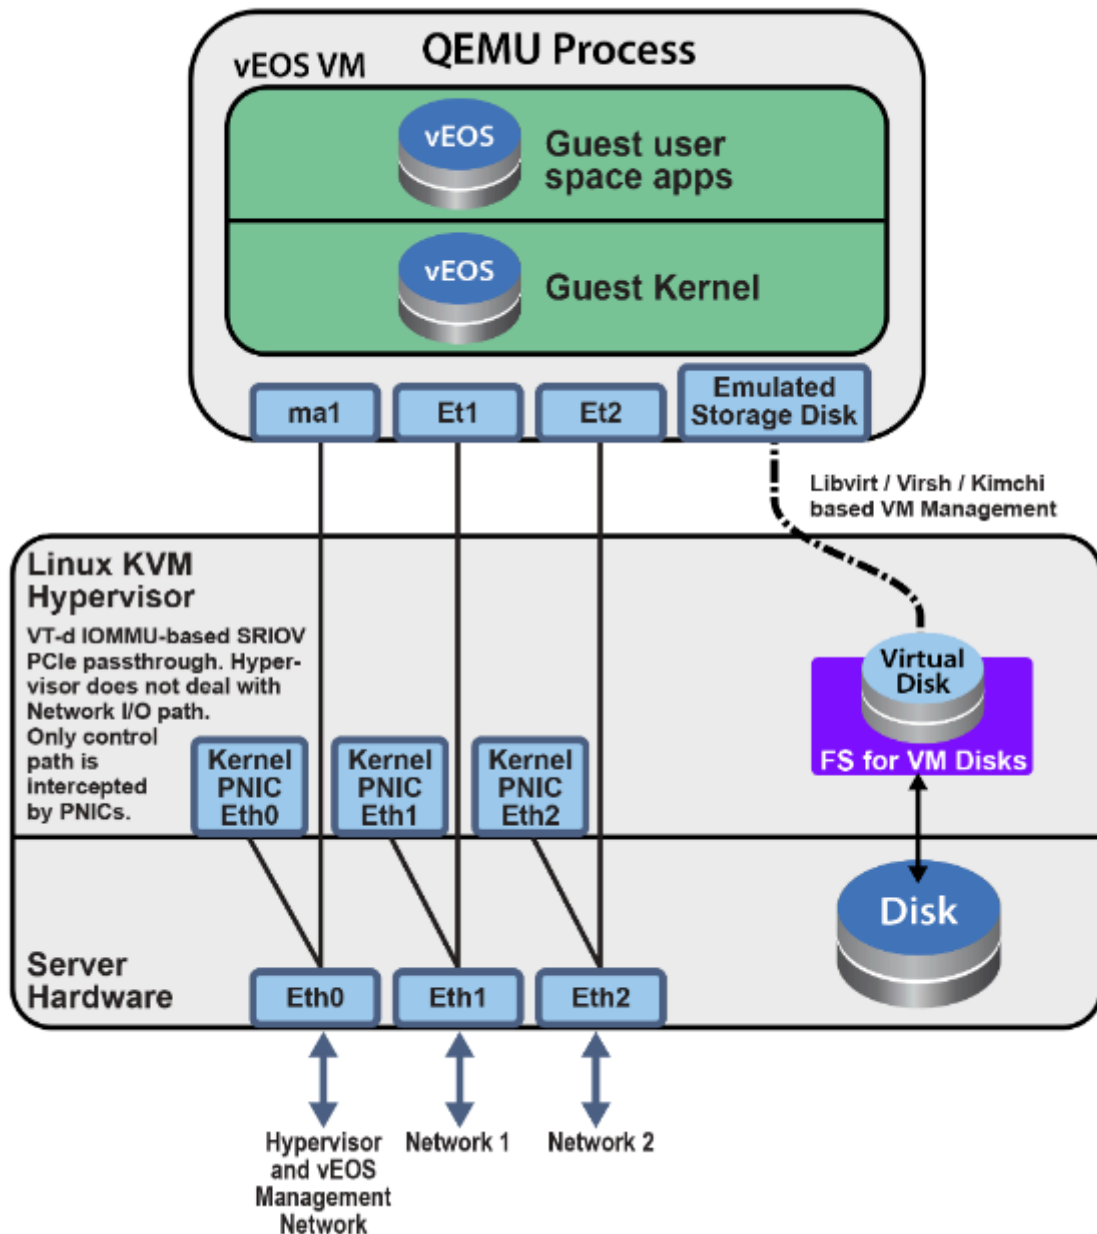 QEMU Process
vEOS VM
vEOS
Guest user
space apps
vEOS
Guest Kernel
ma1
Et1
Et2
Emulated
Storage Disk
Libvirt / Virsh / Kimchi
based VM Management
Linux KVM
Hypervisor
VT-d IOMMU-based SRIOV
PCIe passthrough. Hyper-
visor does not deal with
Network I/O path.
Only control
path is
intercepted
by PNICs.
Kernel
PNIC
Eth0
Kernel
PNIC
Eth1
Kernel
PNIC
Eth2
Virtual
Disk
FS for VM Disks
Disk
Server
Hardware
Eth0
Eth1
Eth2
Hypervisor
and vEOS
Management
Network
Network 1
Network 2